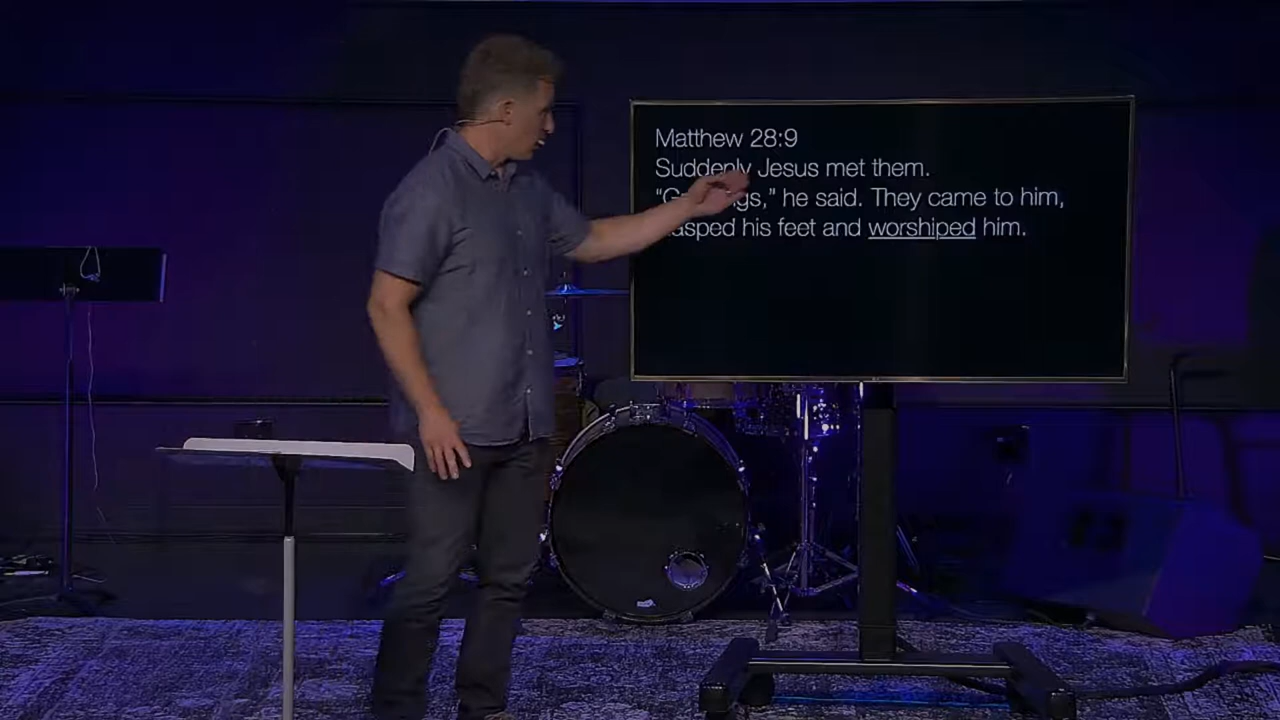 Matthew 28:9
Suddenly Jesus met them.
he said. They came to him,
his feet and worshiped him.